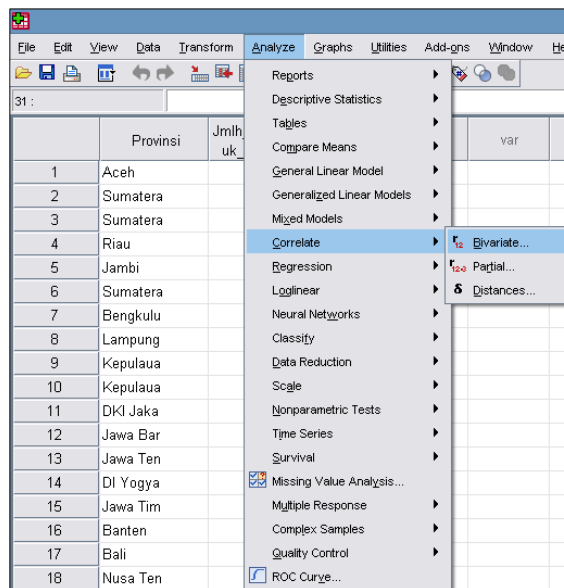 File Edit View Data Transform Analyze Graphs Utilities Add-ons Window
31 :
Provinsi Jmlh_ uk_ var
1 Aceh
2 Sumatera
3 Sumatera
4 Riau
5 Jambi
6 Sumatera
7 Bengkulu
8 Lampung
9 Kepulaua
10 Kepulaua
11 DKI Jaka
12 Jawa Bar
13 Jawa Ten
14 DI Yogya
15 Jawa Tim
16 Banten
17 Bali
18 Nusa Ten
Reports
Descriptive Statistics
Tables
Compare Means
General Linear Model
Generalized Linear Models
Mixed Models
Correlate
Regression
Loglinear
Neural Networks
Classify
Data Reduction
Scale
Nonparametric Tests
Time Series
Survival
Missing Value Analysis...
Multiple Response
Complex Samples
Quality Control
ROC Curve...
r12 Bivariate...
r12•3 Partial...
δ Distances...